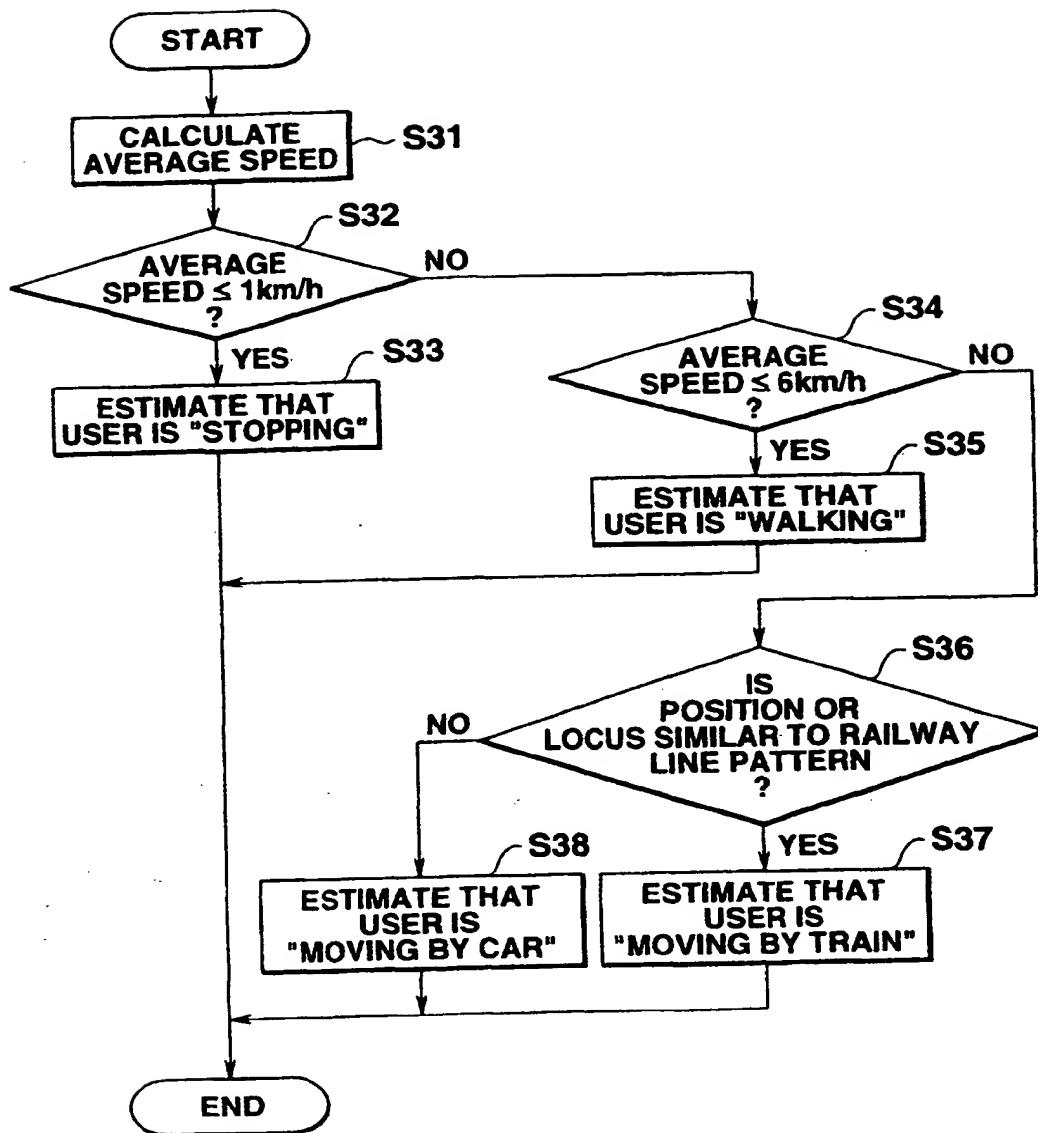 START
CALCULATE
AVERAGE SPEED
S31
S32
AVERAGE
SPEED ≤ 1km/h
?
NO
YES
S33
ESTIMATE THAT
USER IS "STOPPING"
S34
AVERAGE
SPEED ≤ 6km/h
?
NO
YES
S35
ESTIMATE THAT
USER IS "WALKING"
S36
IS
POSITION OR
LOCUS SIMILAR TO RAILWAY
LINE PATTERN
?
NO
YES
S38
ESTIMATE THAT
USER IS
"MOVING BY CAR"
S37
ESTIMATE THAT
USER IS
"MOVING BY TRAIN"
END